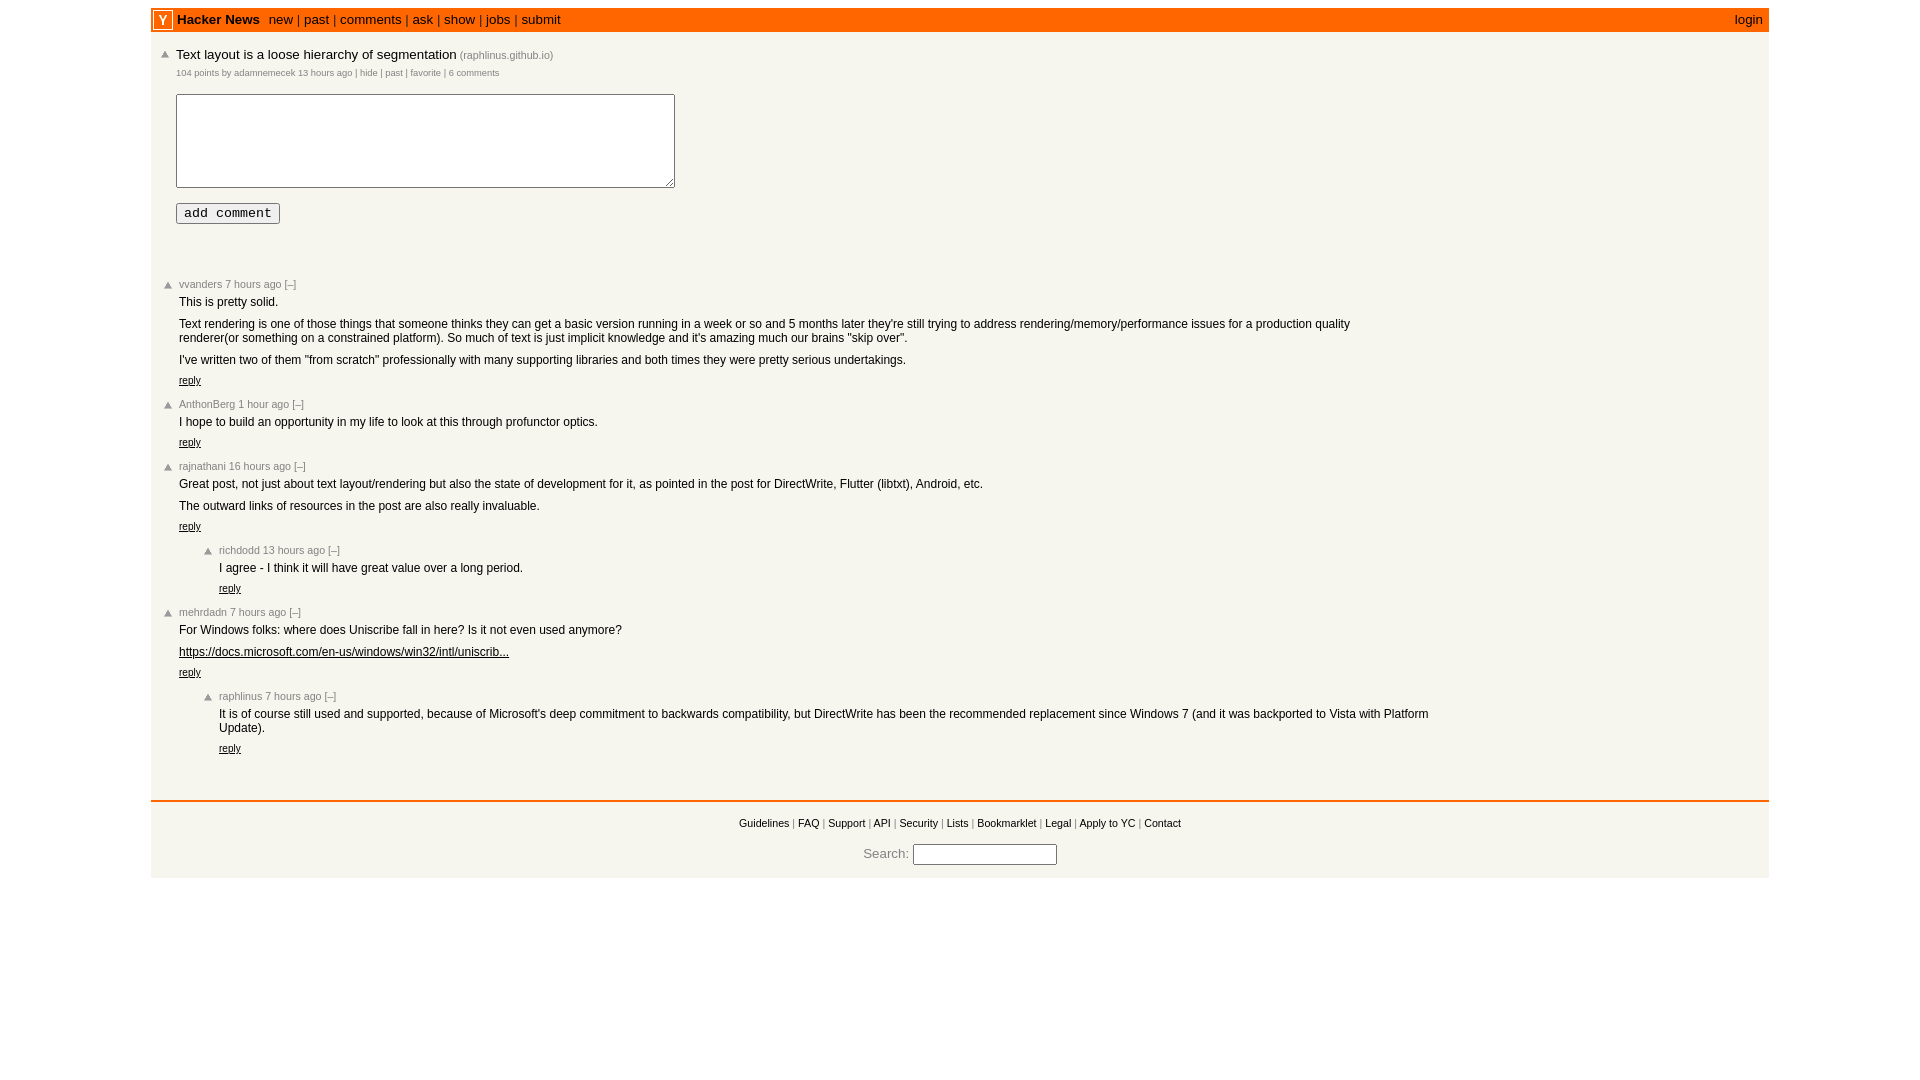 Y Hacker News new | past | comments | ask | show | jobs | submit login
Text layout is a loose hierarchy of segmentation (raphlinus.github.io)
104 points by adamnemecek 13 hours ago | hide | past | favorite | 6 comments
add comment
vvanders 7 hours ago [–]
This is pretty solid.
Text rendering is one of those things that someone thinks they can get a basic version running in a week or so and 5 months later they're still trying to address rendering/memory/performance issues for a production quality
renderer(or something on a constrained platform). So much of text is just implicit knowledge and it's amazing much our brains "skip over".
I've written two of them "from scratch" professionally with many supporting libraries and both times they were pretty serious undertakings.
reply
AnthonBerg 1 hour ago [–]
I hope to build an opportunity in my life to look at this through profunctor optics.
reply
rajnathani 16 hours ago [–]
Great post, not just about text layout/rendering but also the state of development for it, as pointed in the post for DirectWrite, Flutter (libtxt), Android, etc.
The outward links of resources in the post are also really invaluable.
reply
richdodd 13 hours ago [–]
I agree - I think it will have great value over a long period.
reply
mehrdadn 7 hours ago [–]
For Windows folks: where does Uniscribe fall in here? Is it not even used anymore?
https://docs.microsoft.com/en-us/windows/win32/intl/uniscrib...
reply
raphlinus 7 hours ago [–]
It is of course still used and supported, because of Microsoft's deep commitment to backwards compatibility, but DirectWrite has been the recommended replacement since Windows 7 (and it was backported to Vista with Platform
Update).
reply
Guidelines | FAQ | Support | API | Security | Lists | Bookmarklet | Legal | Apply to YC | Contact
Search: